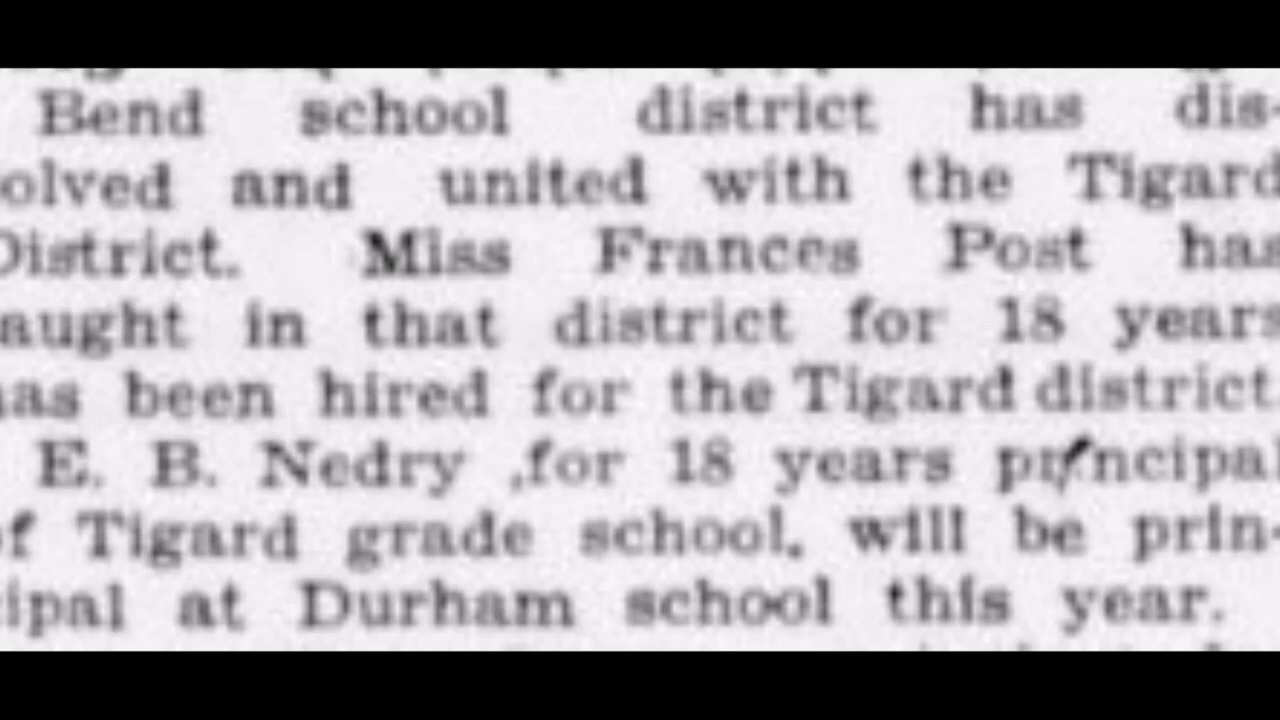 Bend school district has dis-
olved and united with the Tigard
District. Miss Frances Post has
aught in that district for 18 years
has been hired for the Tigard district.
E. B. Nedry ,for 18 years principal
of Tigard grade school, will be prin-
cipal at Durham school this year.